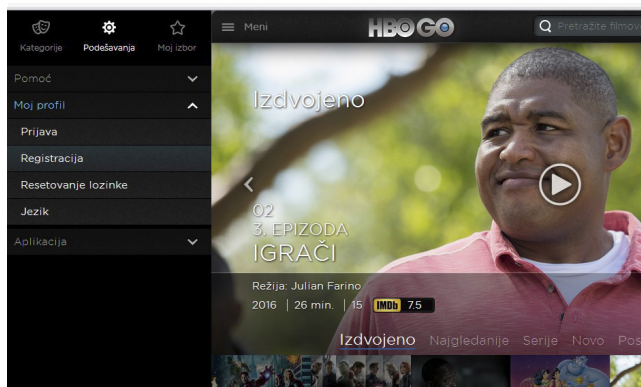 Kategorije
Podešavanja
Moj izbor
Meni
HBO GO
Pretražite filmov
Pomoć
Moj profil
Prijava
Registracija
Resetovanje lozinke
Jezik
Aplikacija
Izdvojeno
02
3. EPIZODA
IGRAČI
Režija: Julian Farino
2016 | 26 min. | 15 IMDb 7.5
Izdvojeno Najgledanije Serije Novo Pos